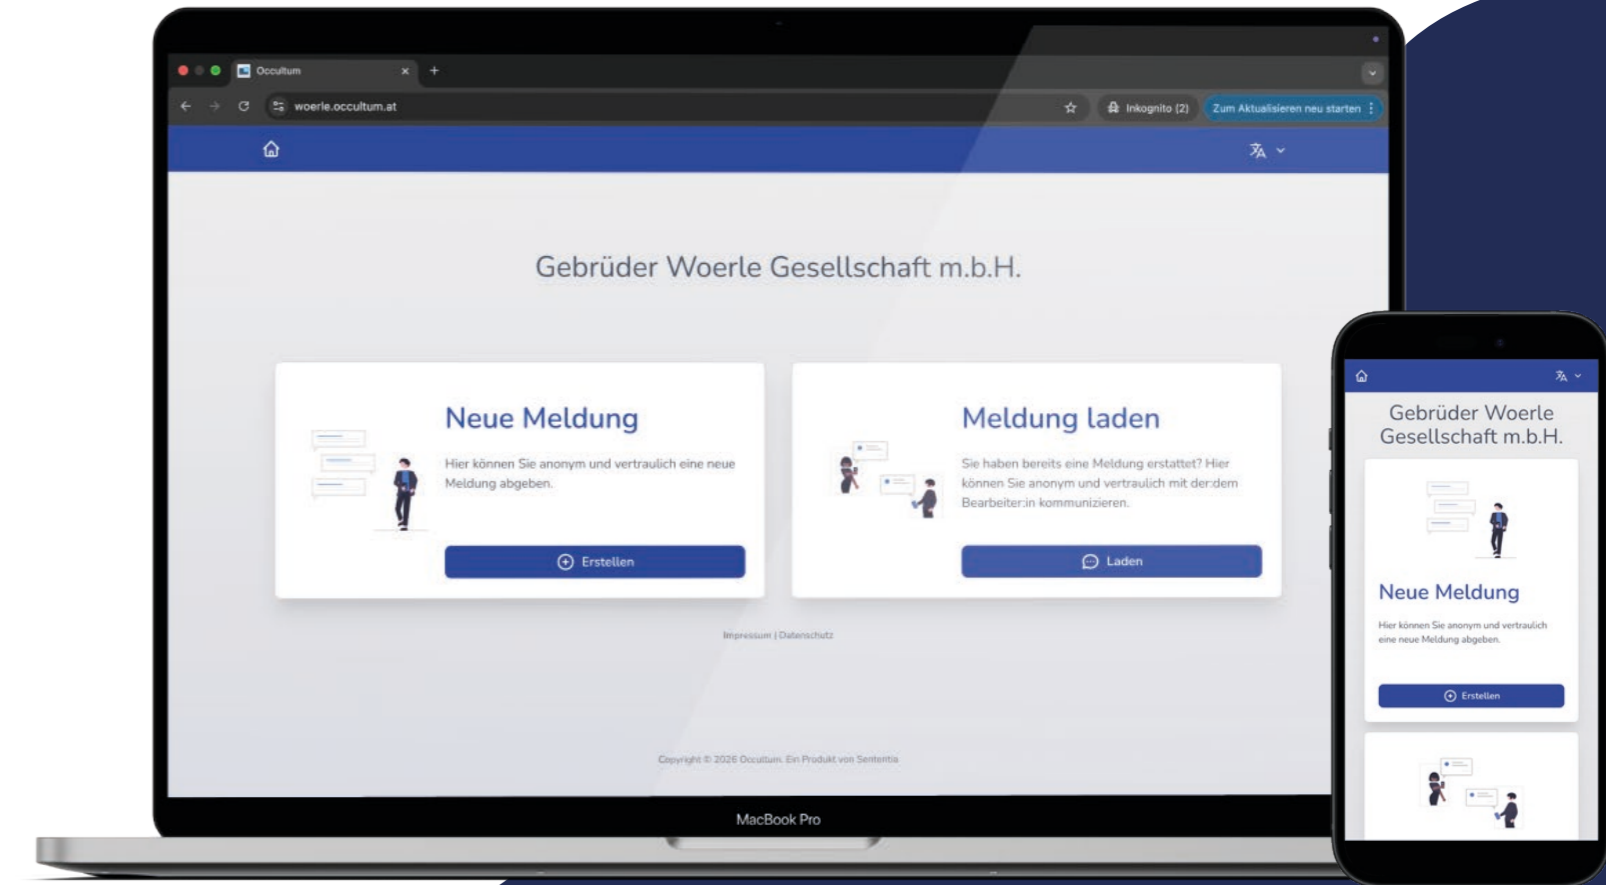 Occultum
woerle.occultum.at
Inkognito (2)
Zum Aktualisieren neu starten
Gebrüder Woerle Gesellschaft m.b.H.
Neue Meldung
Hier können Sie anonym und vertraulich eine neue
Meldung abgeben.
Erstellen
Meldung laden
Sie haben bereits eine Meldung erstattet? Hier
können Sie anonym und vertraulich mit der:dem
Bearbeiter:in kommunizieren.
Laden
Impressum | Datenschutz
Copyright © 2026 Occultum. Ein Produkt von Sententia
MacBook Pro
Gebrüder Woerle
Gesellschaft m.b.H.
Neue Meldung
Hier können Sie anonym und vertraulich
eine neue Meldung abgeben.
Erstellen